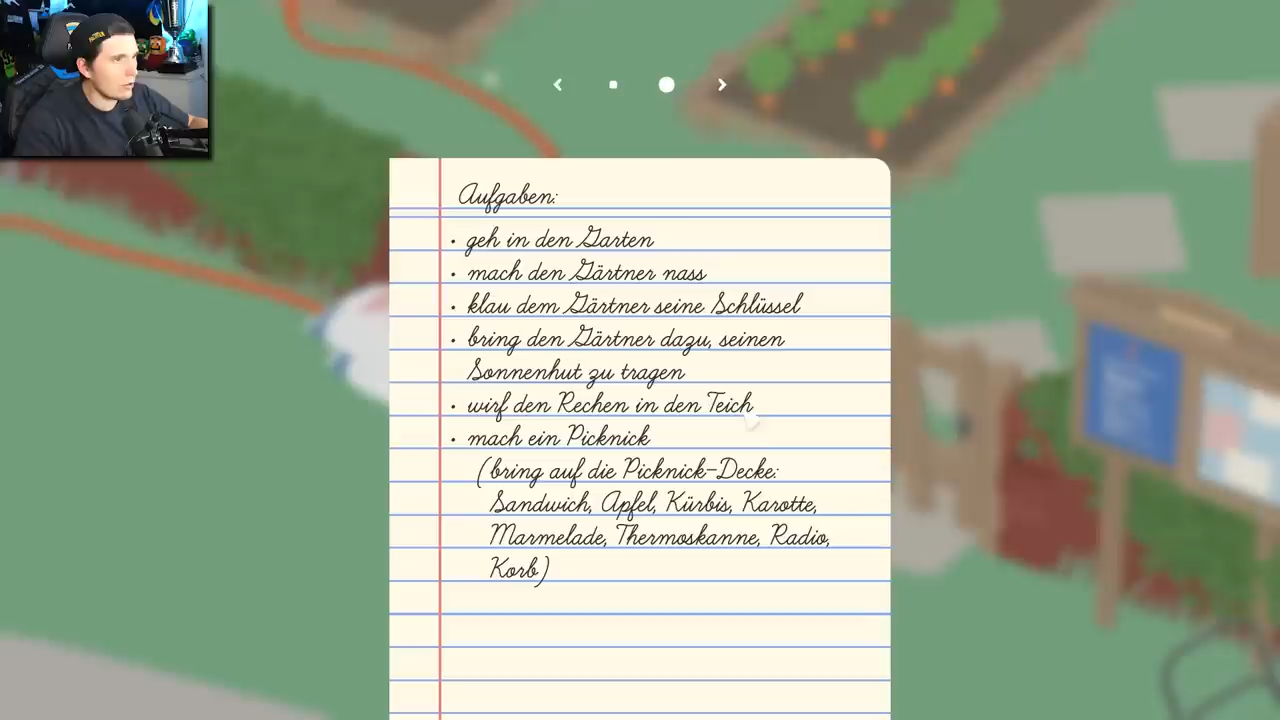 Aufgaben:
• geh in den Garten
• mach den Gärtner nass
• klau dem Gärtner seine Schlüssel
• bring den Gärtner dazu, seinen
Sonnenhut zu tragen
• wirf den Rechen in den Teich
• mach ein Picknick
(bring auf die Picknick-Decke:
Sandwich, Apfel, Kürbis, Karotte,
Marmelade, Thermoskanne, Radio,
Korb)